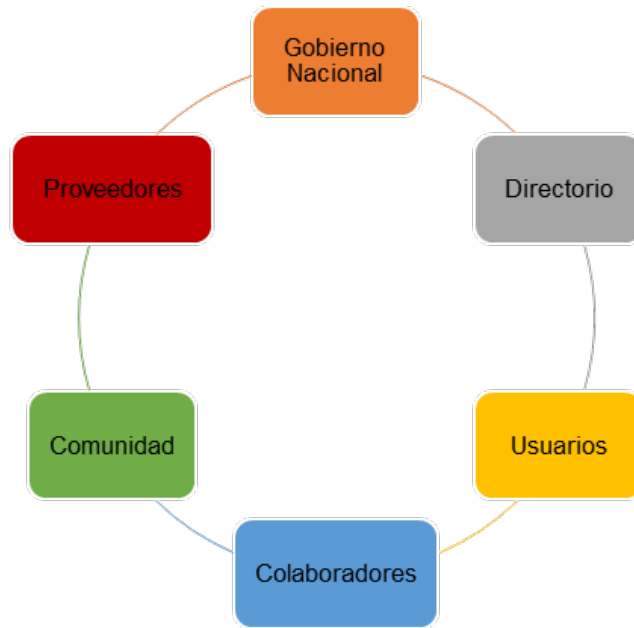 Gobierno
Nacional
Directorio
Usuarios
Colaboradores
Comunidad
Proveedores